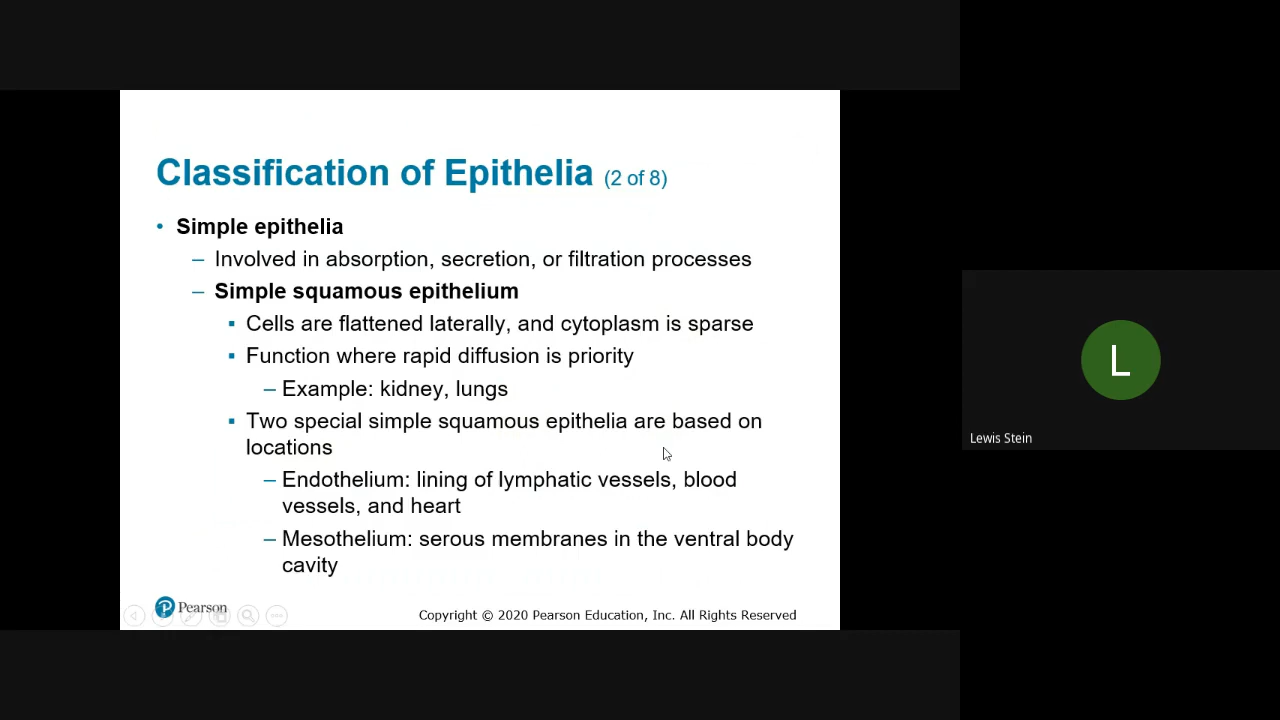 Classification of Epithelia (2 of 8)
• Simple epithelia
– Involved in absorption, secretion, or filtration processes
– Simple squamous epithelium
▪ Cells are flattened laterally, and cytoplasm is sparse
▪ Function where rapid diffusion is priority
– Example: kidney, lungs
▪ Two special simple squamous epithelia are based on
locations
– Endothelium: lining of lymphatic vessels, blood
vessels, and heart
– Mesothelium: serous membranes in the ventral body
cavity
P Pearson
Copyright © 2020 Pearson Education, Inc. All Rights Reserved
L
Lewis Stein